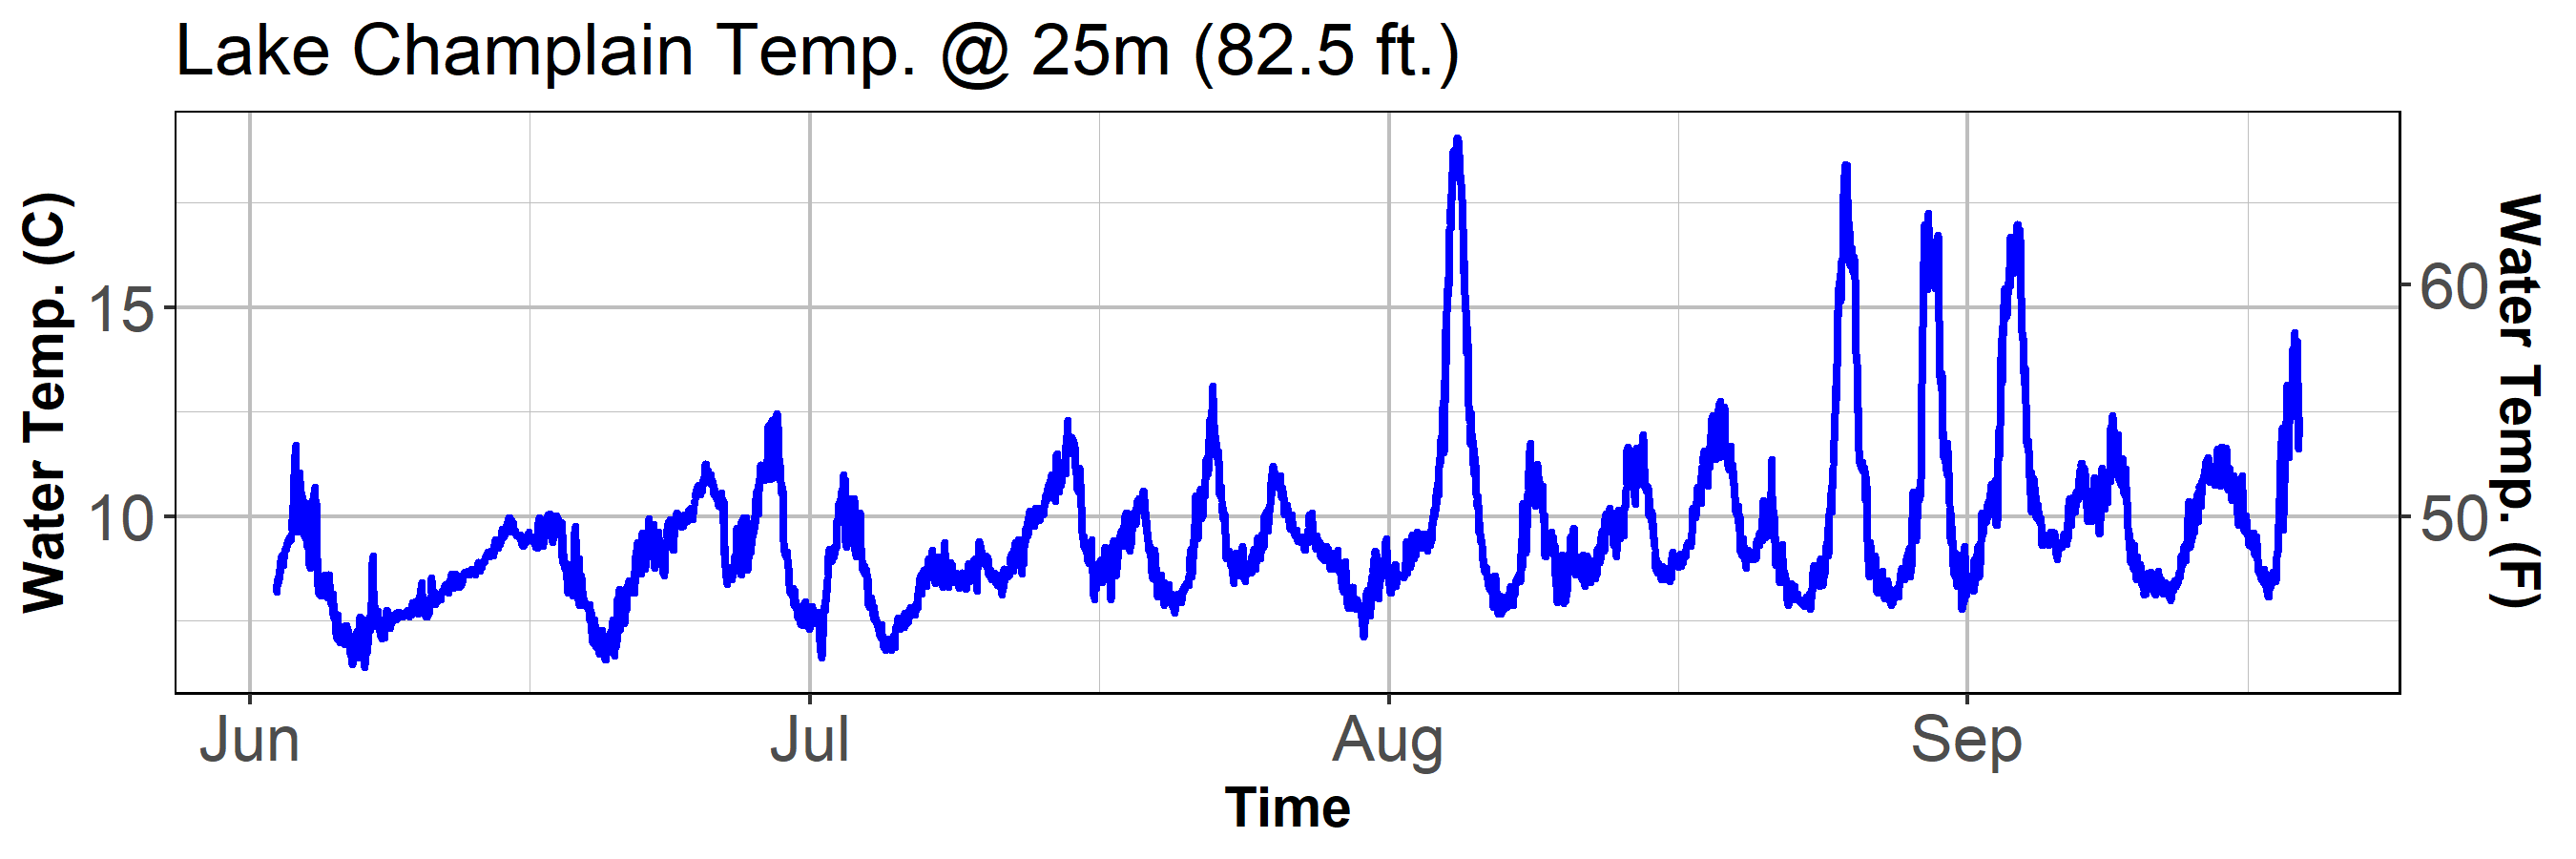 Lake Champlain Temp. @ 25m (82.5 ft.)
Water Temp. (C)
15
10
60
50
Water Temp. (F)
Jun Jul Aug Sep
Time